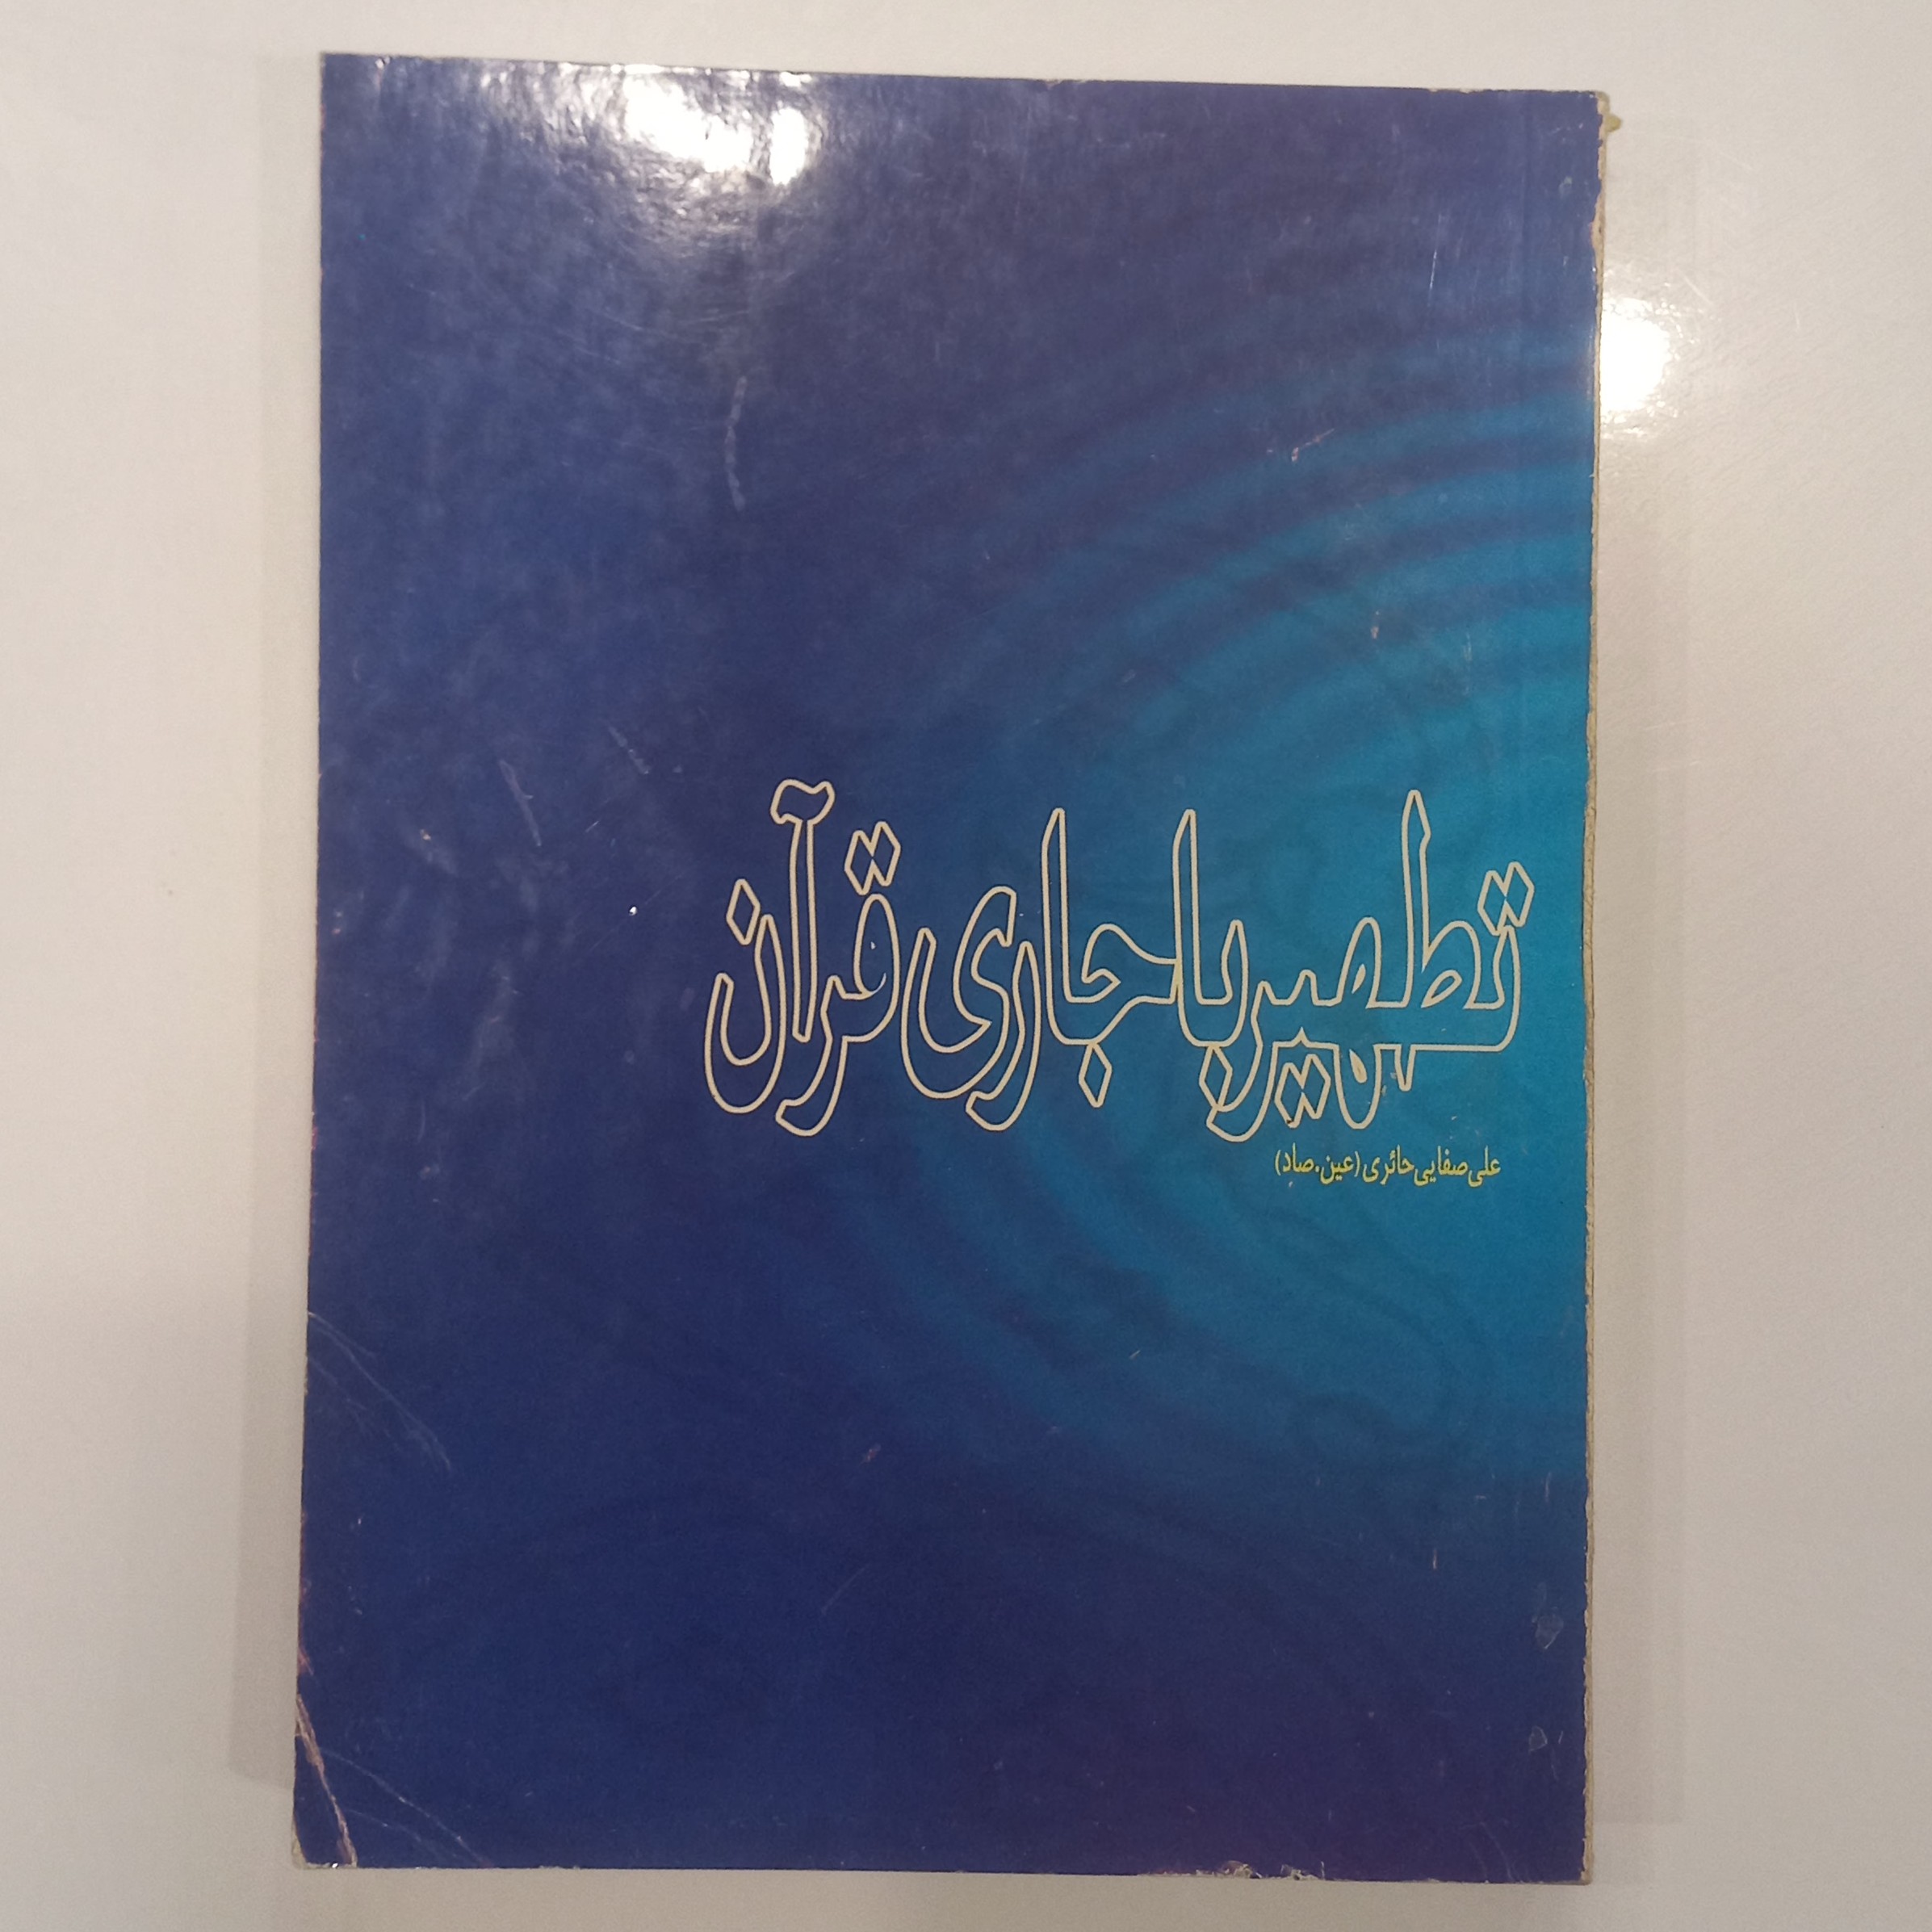 تطهیر با جاری قرآن
علی صفایی حائری (عین.صاد)